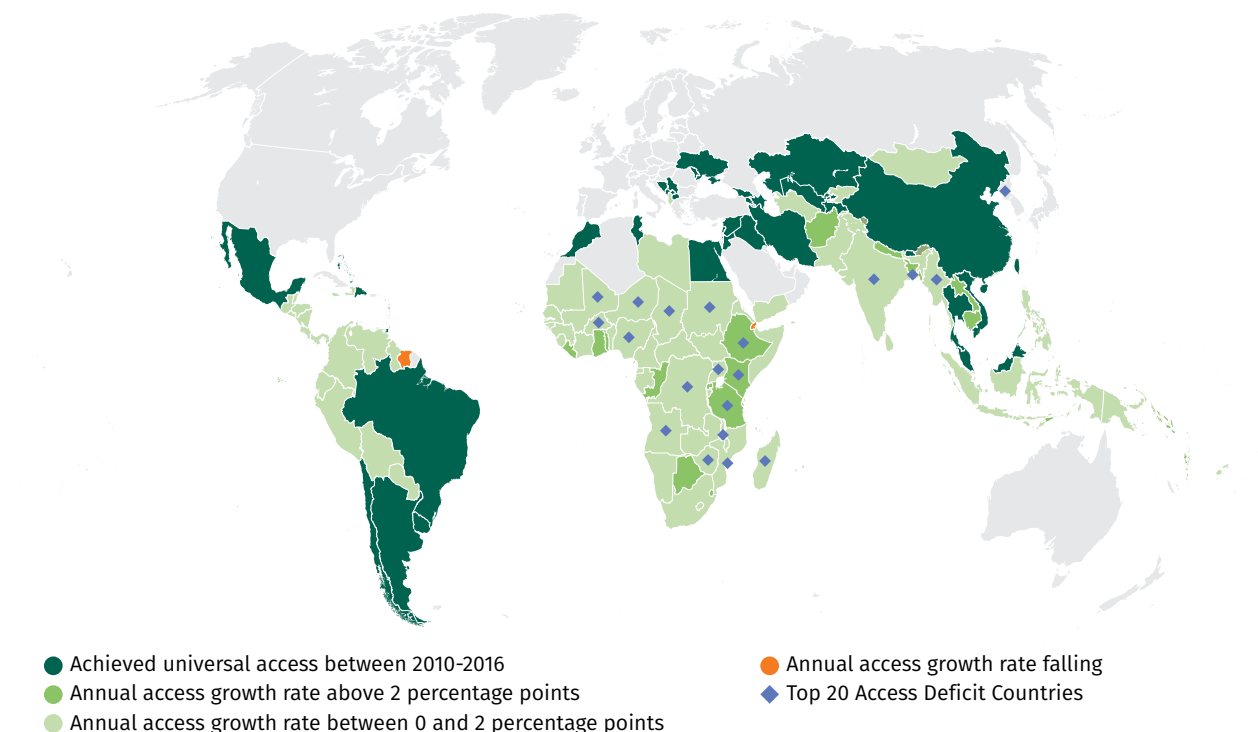 Achieved universal access between 2010-2016
Annual access growth rate above 2 percentage points
Annual access growth rate between 0 and 2 percentage points
Annual access growth rate falling
Top 20 Access Deficit Countries